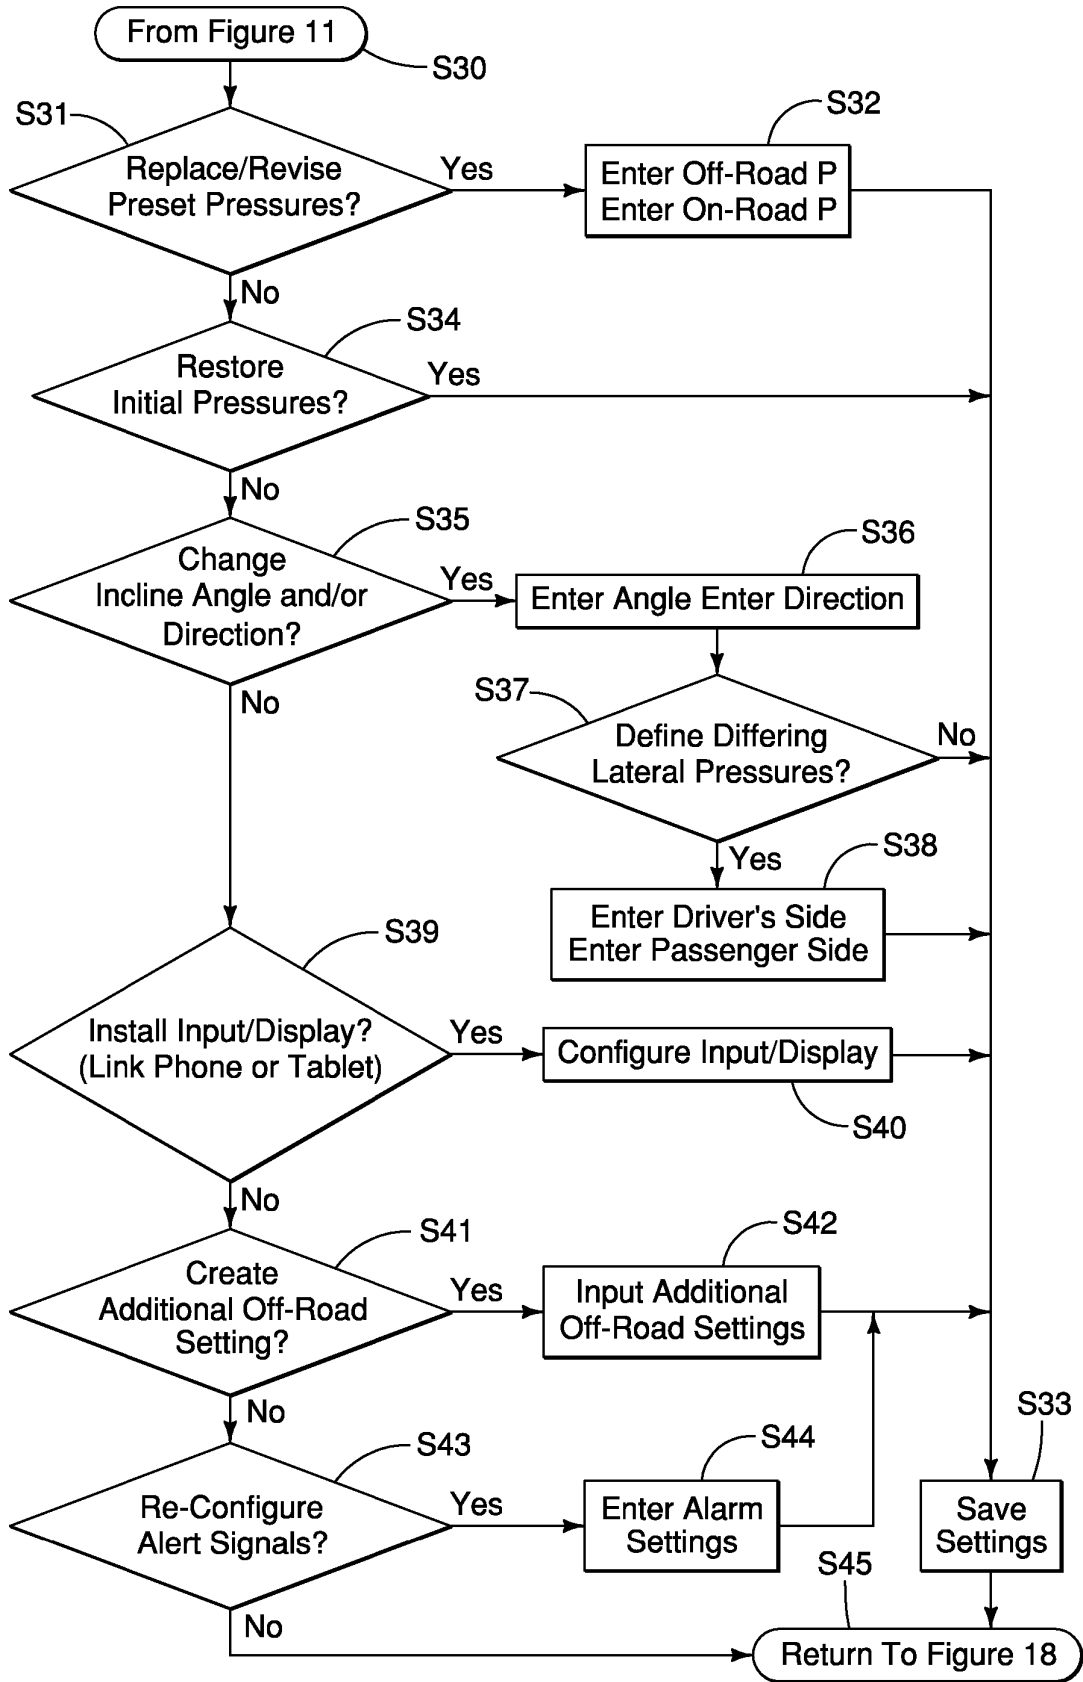 From Figure 11
S30
S31
Replace/Revise
Preset Pressures?
Yes
S32
Enter Off-Road P
Enter On-Road P
No
S34
Restore
Initial Pressures?
Yes
No
S35
Change
Incline Angle and/or
Direction?
Yes
S36
Enter Angle Enter Direction
No
S37
Define Differing
Lateral Pressures?
No
Yes
S38
Enter Driver's Side
Enter Passenger Side
S39
Install Input/Display?
(Link Phone or Tablet)
Yes
Configure Input/Display
S40
No
S41
Create
Additional Off-Road
Setting?
Yes
S42
Input Additional
Off-Road Settings
No
S43
Re-Configure
Alert Signals?
Yes
S44
Enter Alarm
Settings
S33
Save
Settings
No
S45
Return To Figure 18